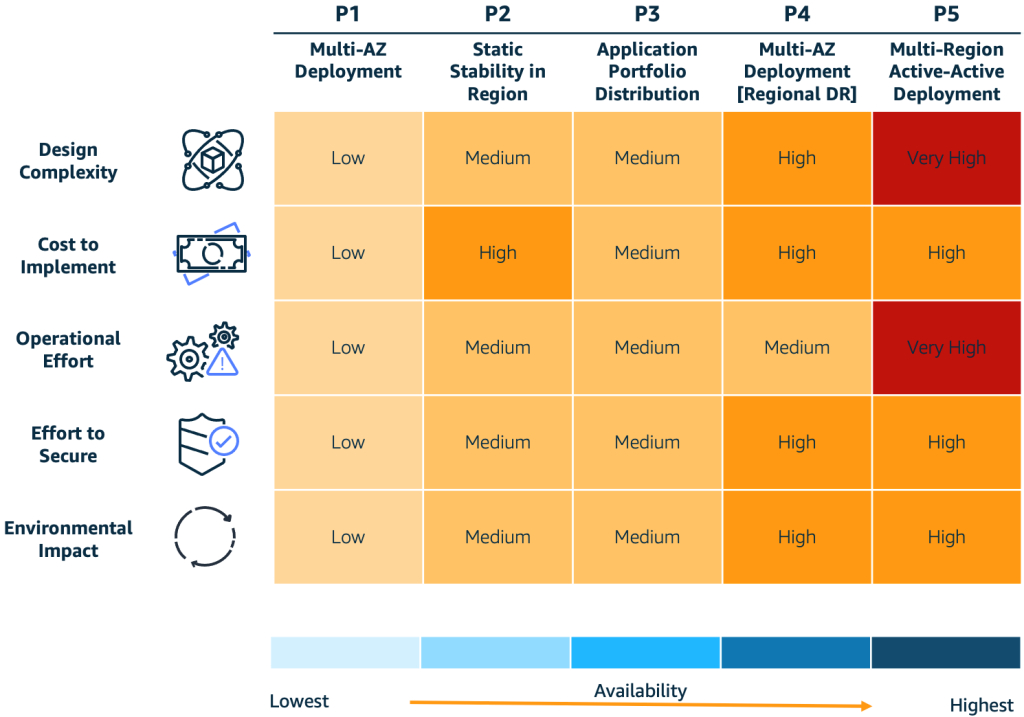 P1 P2 P3 P4 P5
Multi-AZ Static Application Multi-AZ Multi-Region
Deployment Stability in Portfolio Deployment Active-Active
Region Distribution [Regional DR] Deployment
Design
Complexity
Low Medium Medium High Very High
Cost to
Implement
Low High Medium High High
Operational
Effort
Low Medium Medium Medium Very High
Effort to
Secure
Low Medium Medium High High
Environmental
Impact
Low Medium Medium High High
Lowest Availability Highest